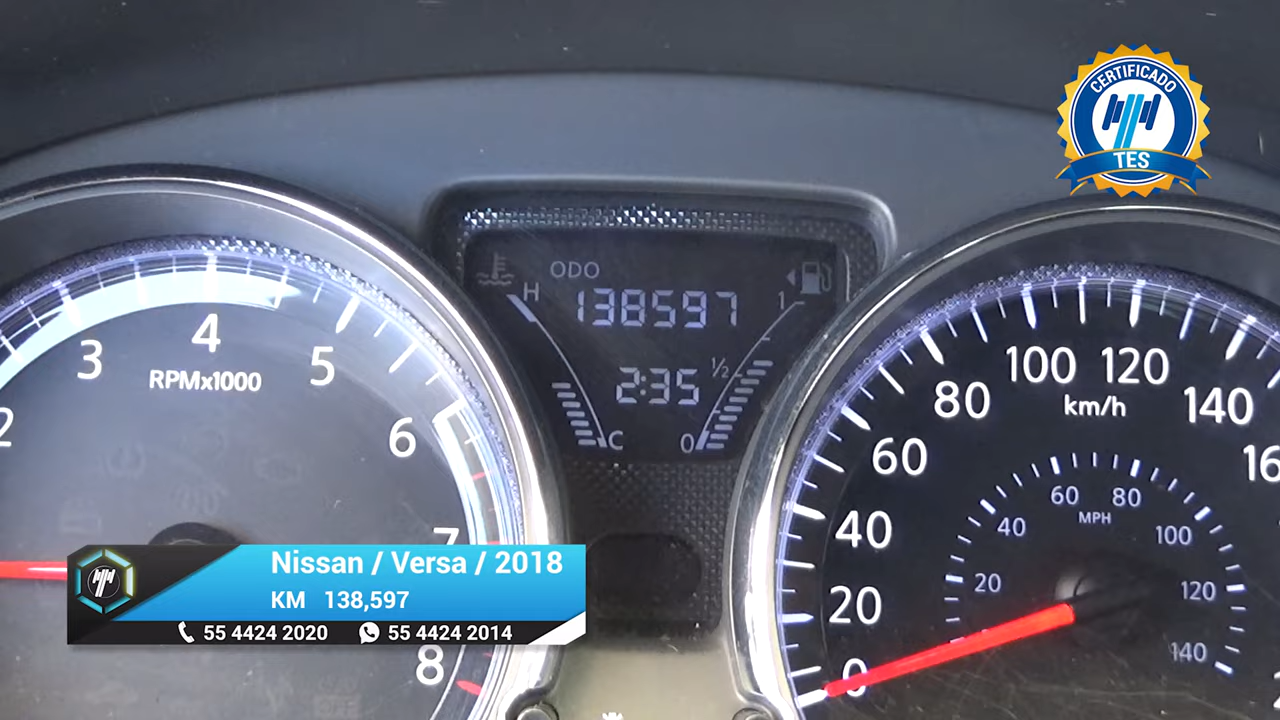 CERTIFICADO
TES
ODO
H
1
138597
2:35
1/2
C
0
2
3
4
5
6
7
8
RPMx1000
0
20
40
60
80
100
120
140
16
km/h
20
40
60
80
100
120
140
MPH
Nissan / Versa / 2018
KM 138,597
55 4424 2020 55 4424 2014